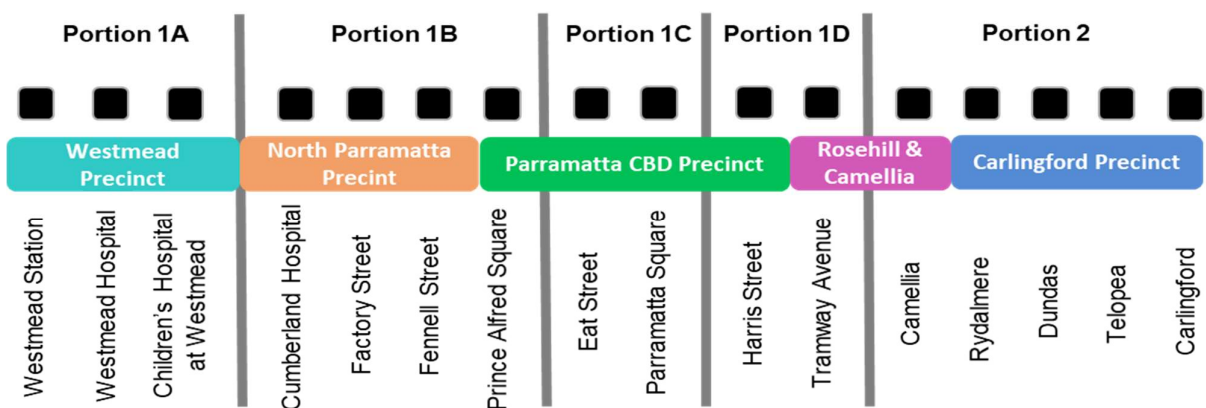 Portion 1A
Portion 1B
Portion 1C
Portion 1D
Portion 2
Westmead
Precinct
North Parramatta
Precint
Parramatta CBD Precinct
Rosehill &
Camellia
Carlingford Precinct
Westmead Station
Westmead Hospital
Children's Hospital
at Westmead
Cumberland Hospital
Factory Street
Fennell Street
Prince Alfred Square
Eat Street
Parramatta Square
Harris Street
Tramway Avenue
Camellia
Rydalmere
Dundas
Telopea
Carlingford